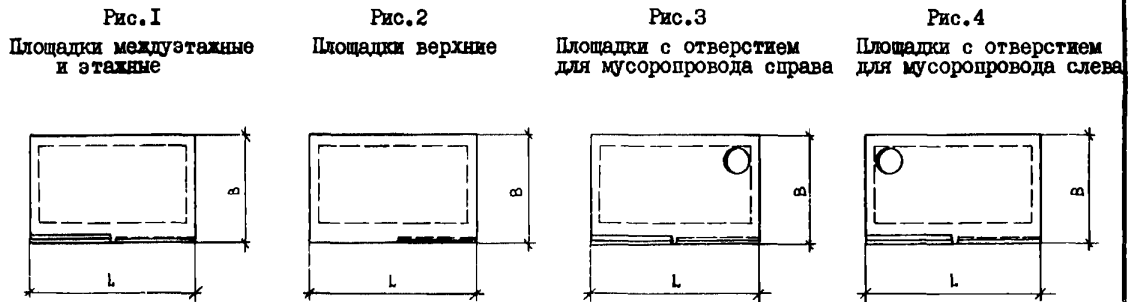 Рис.I
Площадки междуэтажные
и этажные
Рис.2
Площадки верхние
Рис.3
Площадки с отверстием
для мусоропровода справа
Рис.4
Площадки с отверстием
для мусоропровода слева
B
L
B
L
B
L
B
L